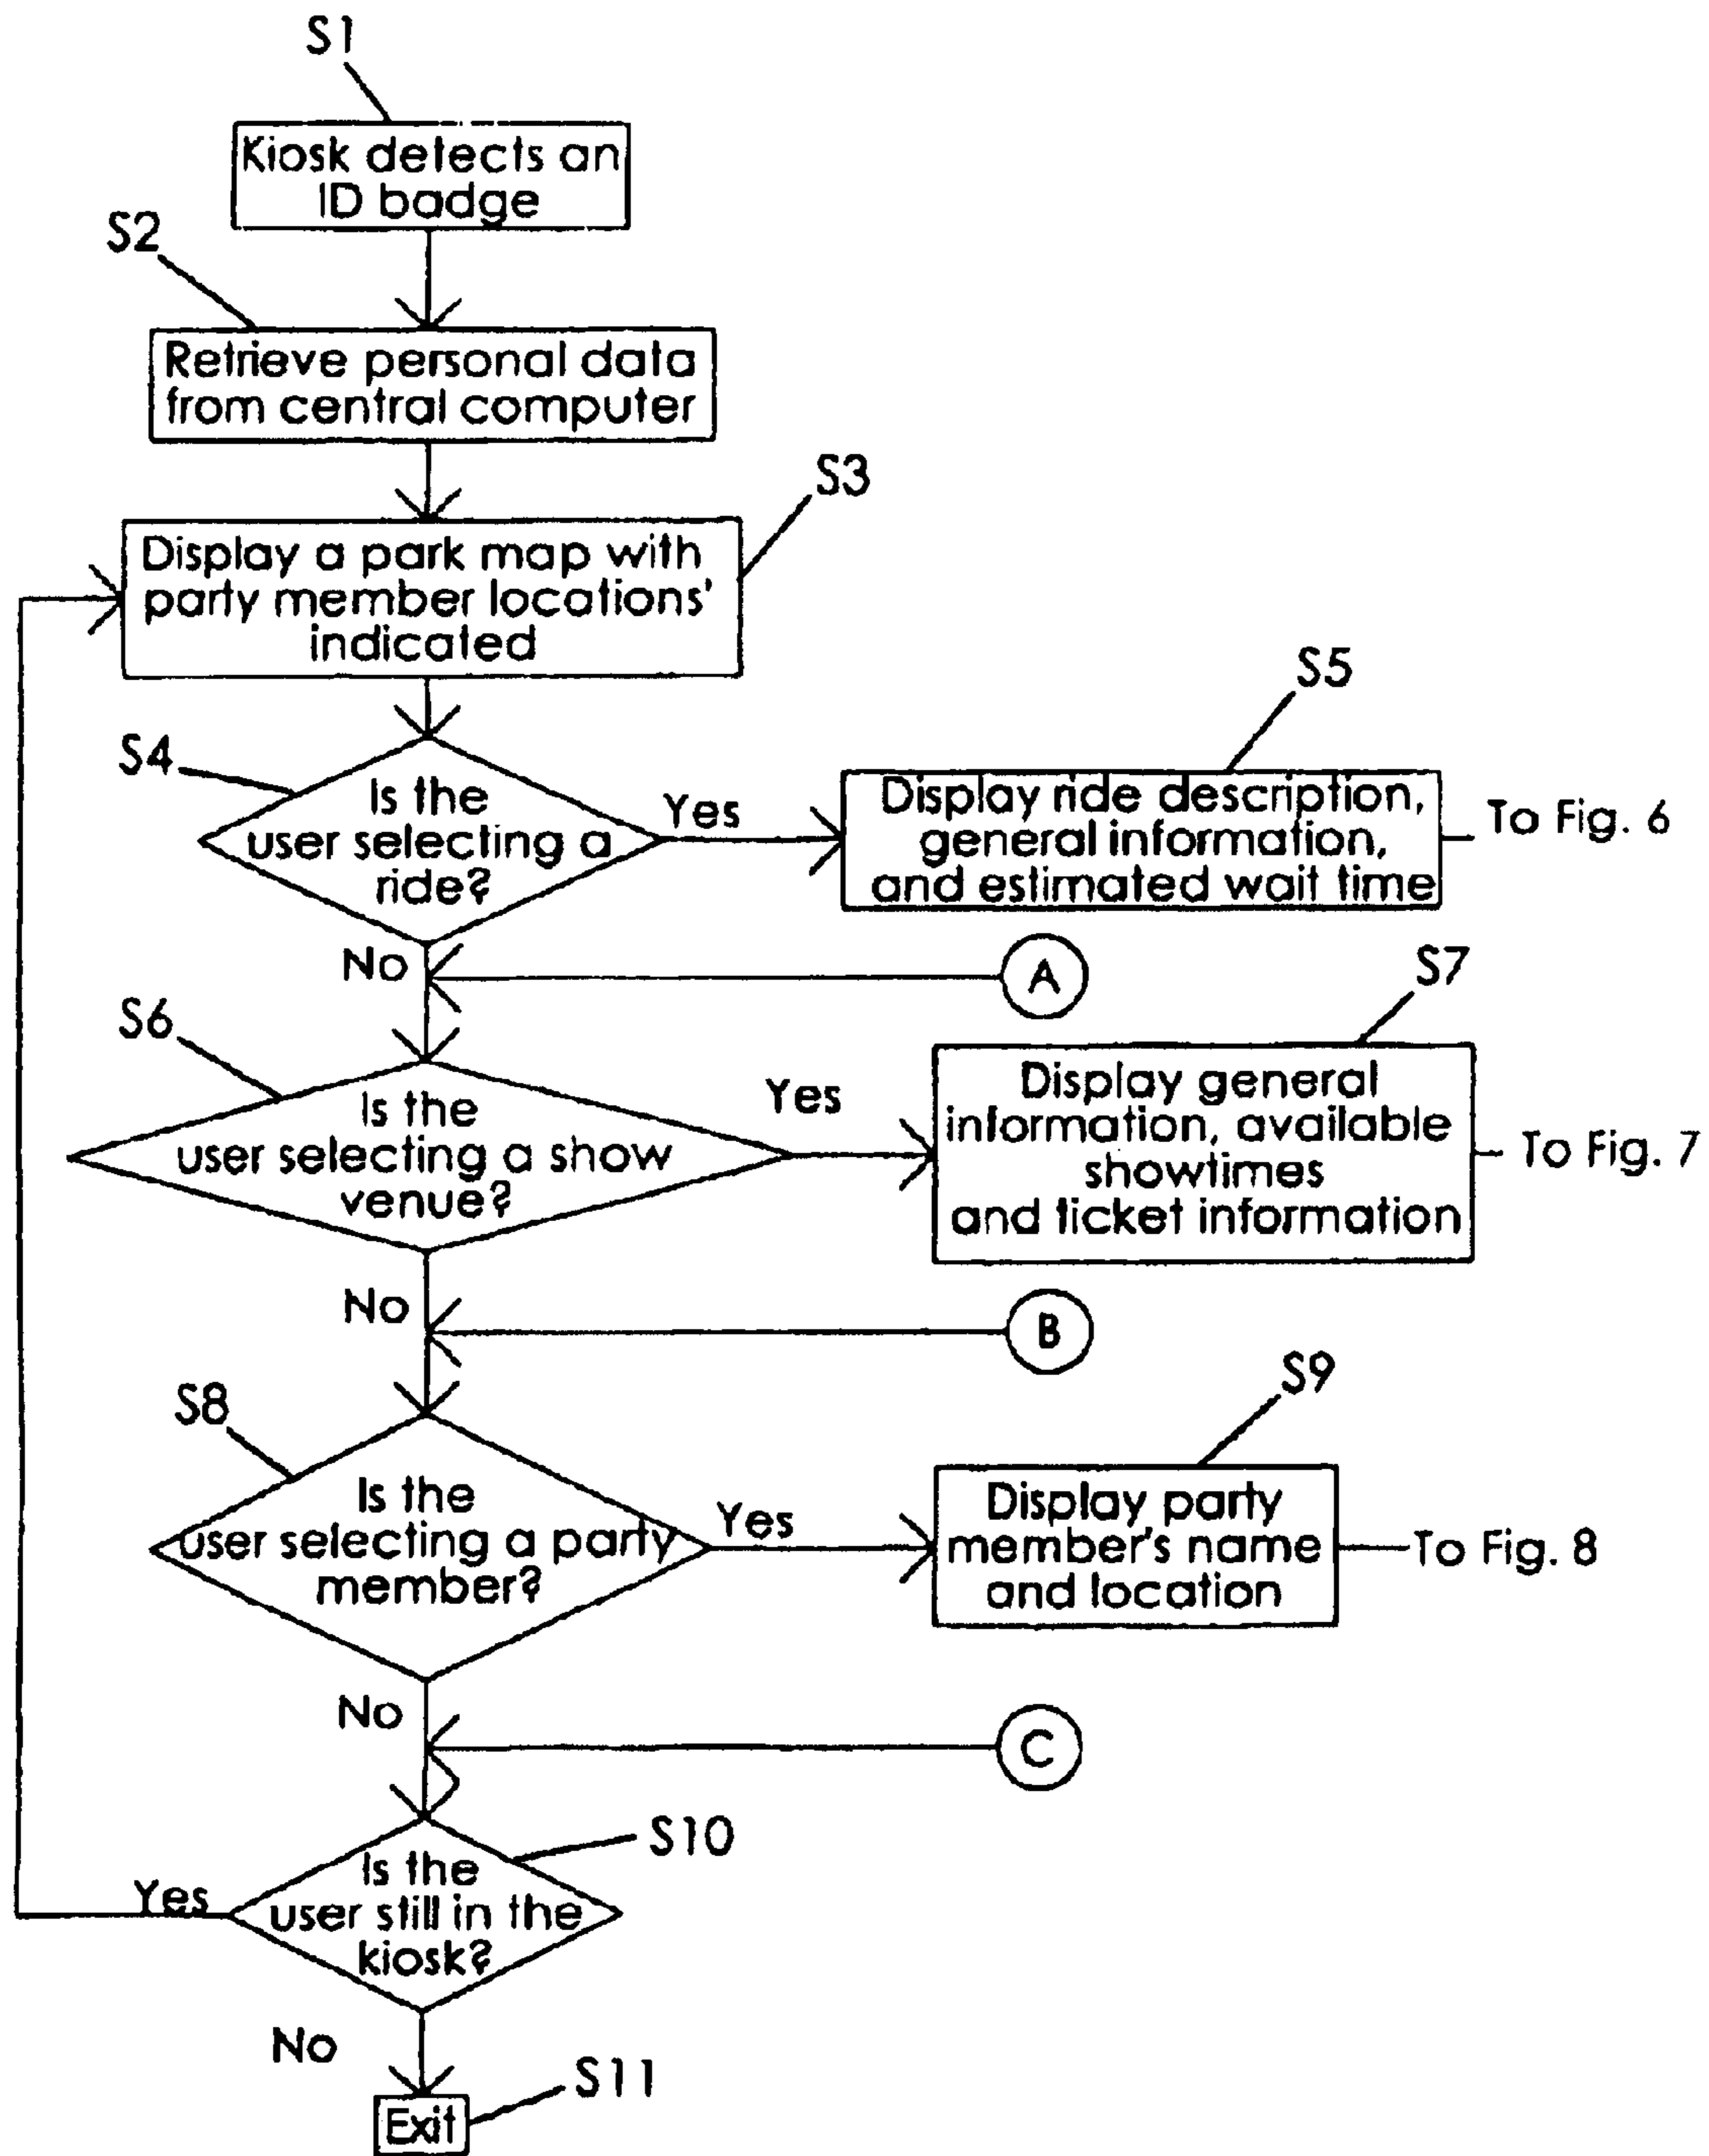 S1
Kiosk detects an
ID badge
S2
Retrieve personal data
from central computer
S3
Display a park map with
party member locations'
indicated
S4
Is the
user selecting a
ride?
Yes
S5
Display ride description,
general information,
and estimated wait time
To Fig. 6
No
A
S6
Is the
user selecting a show
venue?
Yes
S7
Display general
information, available
showtimes
and ticket information
To Fig. 7
No
B
S8
Is the
user selecting a party
member?
Yes
S9
Display party
member's name
and location
To Fig. 8
No
C
S10
Is the
user still in the
kiosk?
Yes
No
S11
Exit